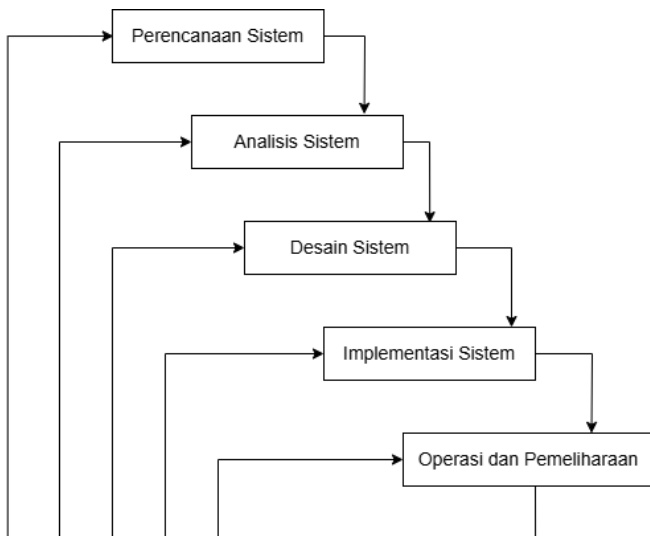 Perencanaan Sistem
Analisis Sistem
Desain Sistem
Implementasi Sistem
Operasi dan Pemeliharaan